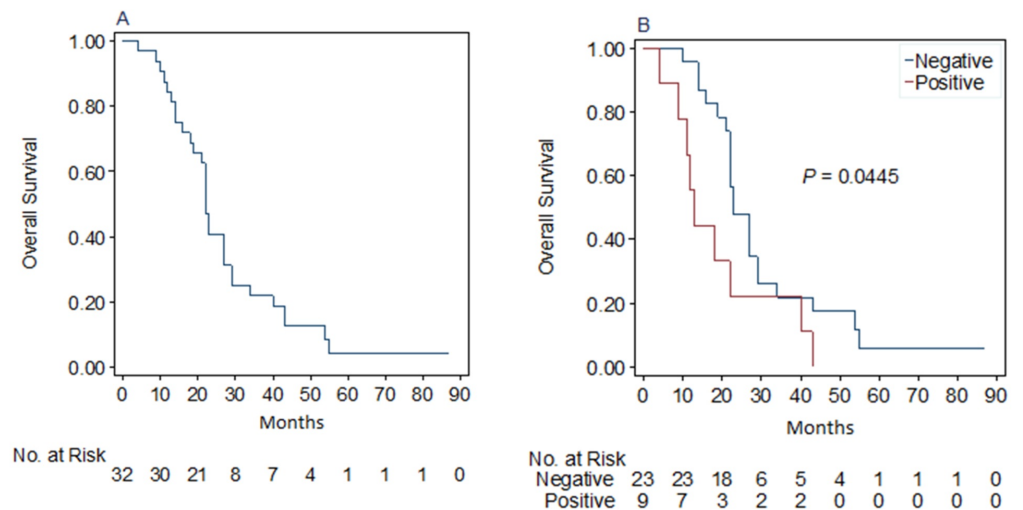 A
Overall Survival
1.00
0.80
0.60
0.40
0.20
0.00
0 10 20 30 40 50 60 70 80 90
Months
No. at Risk
32 30 21 8 7 4 1 1 1 0
B
Overall Survival
1.00
0.80
0.60
0.40
0.20
0.00
Negative
Positive
P = 0.0445
0 10 20 30 40 50 60 70 80 90
Months
No. at Risk
Negative 23 23 18 6 5 4 1 1 1 0
Positive 9 7 3 2 2 0 0 0 0 0